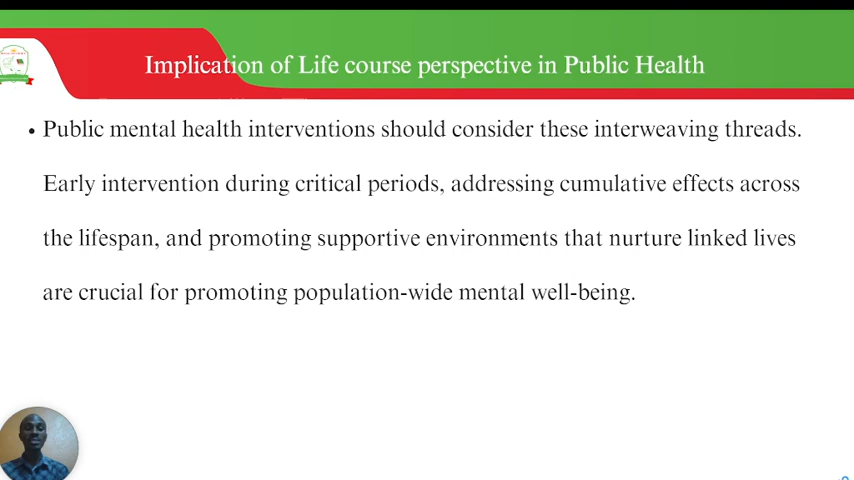 Implication of Life course perspective in Public Health
• Public mental health interventions should consider these interweaving threads.
Early intervention during critical periods, addressing cumulative effects across
the lifespan, and promoting supportive environments that nurture linked lives
are crucial for promoting population-wide mental well-being.